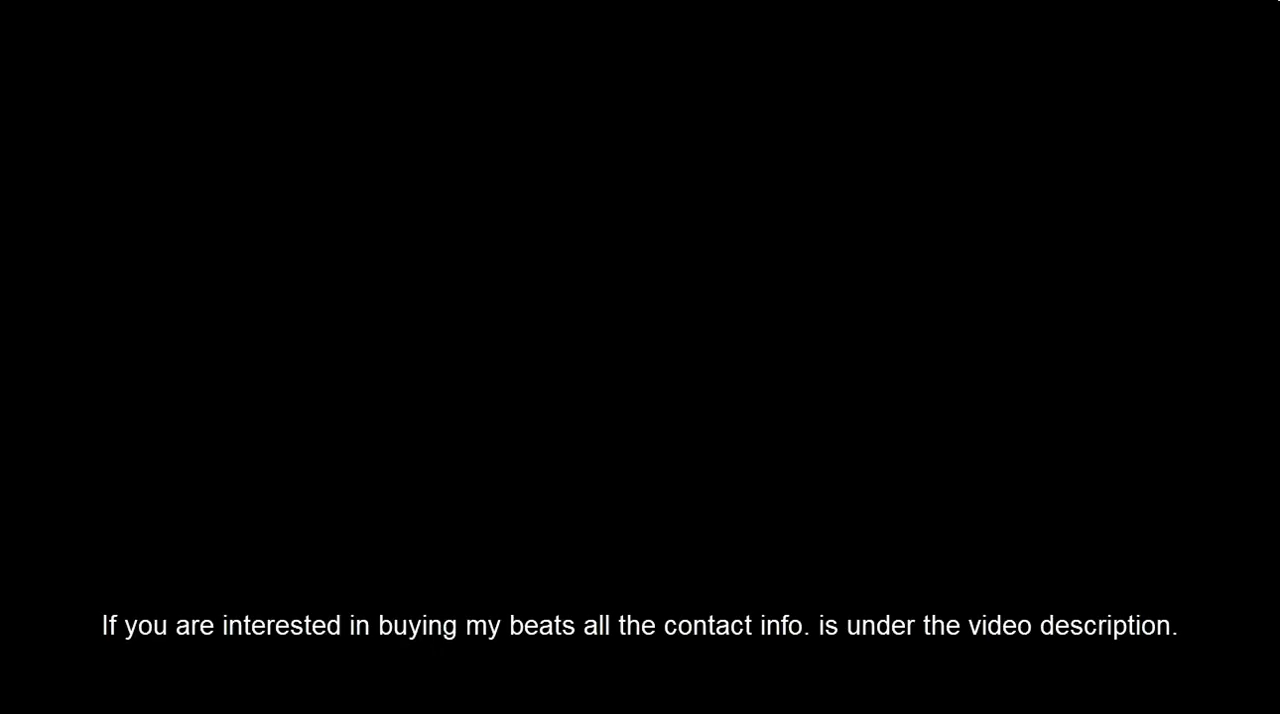 If you are interested in buying my beats all the contact info. is under the video description.